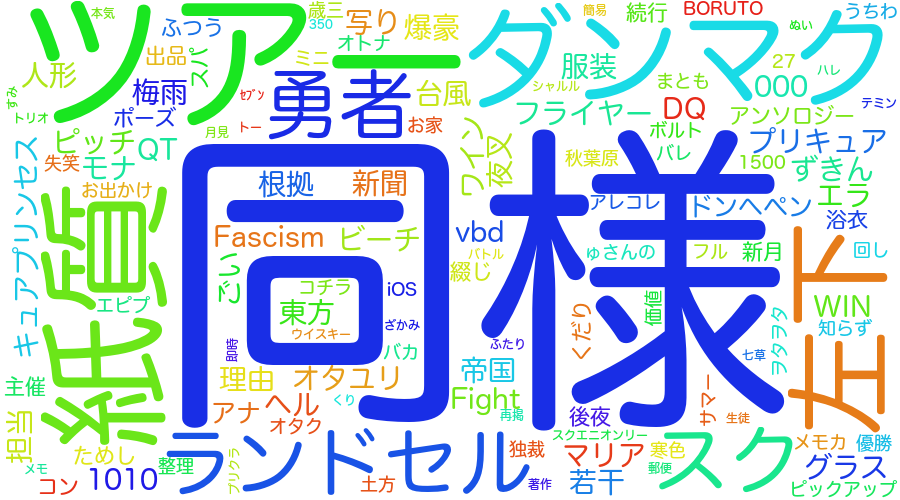 本気
ふつう
歳三
写り
爆豪
簡易
続行
BORUTO
うちわ
350
オトナ
出品
ツアー
ダンマク
ぬい
人形
スパ
ミニ
服装
27
ハレ
梅雨
ｾﾌﾞﾝ
勇者
台風
シャルル
まとも
000
テミン
すみ
トリオ
ポーズ
フライヤー
DQ
アンソロジー
月見
トー
お家
ボルト
プリキュア
ピッチ
QT
失笑
モナ
ワイン
夜叉
秋葉原
バレ
1500
ずきん
お出かけ
根拠
新聞
アレコレ
ドンヘペン
エラ
キュアプリンセス
紙質
同様
浴衣
Fascism
ビーチ
vbd
バトル
ゅさんの
フル
新月
回し
ごい
綴じ
コチラ
iOS
エピプ
東方
価値
左下
WIN
ざかみ
ウイスキー
くだり
知らず
即時
バカ
ふたり
七草
ヲタヲタ
主催
理由
オタユリ
帝国
Fight
サマー
生徒
担当
アナ
ヘル
くり
再掲
後夜
オタク
ランドセル
スクエニオンリー
スク
メモカ
優勝
ためし
独裁
マリア
寒色
メモ
整理
郵便
グラス
コン
1010
プリクラ
土方
著作
若干
ピックアップ